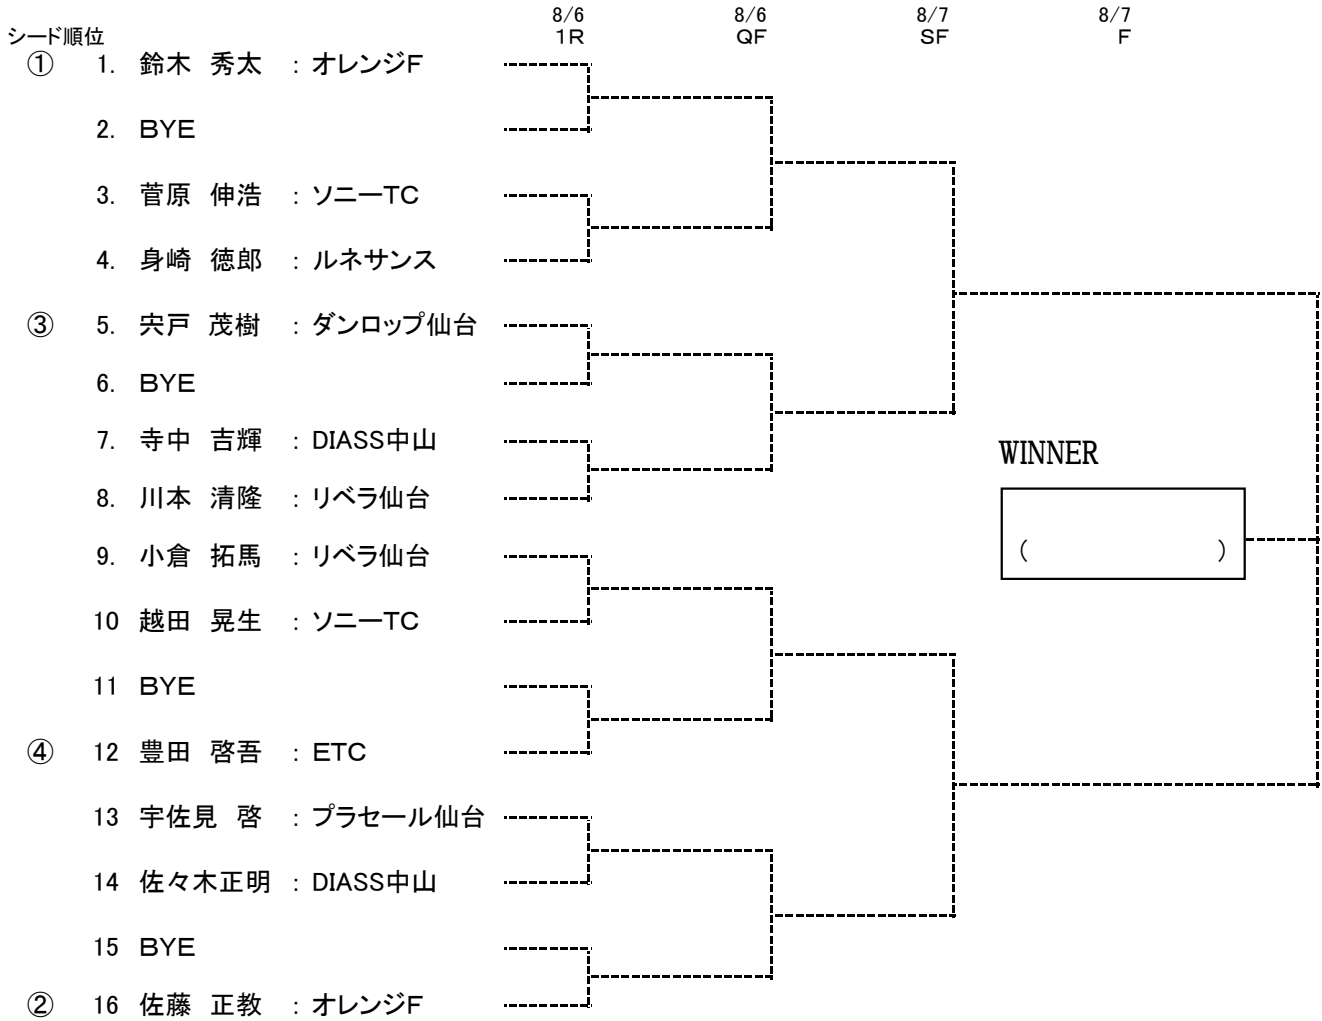 8/6 8/6 8/7 8/7
シード順位 1R QF SF F
① 1. 鈴木 秀太 : オレンジF
2. BYE
3. 菅原 伸浩 : ソニーTC
4. 身崎 徳郎 : ルネサンス
③ 5. 宍戸 茂樹 : ダンロップ仙台
6. BYE
7. 寺中 吉輝 : DIASS中山
WINNER
8. 川本 清隆 : リベラ仙台
9. 小倉 拓馬 : リベラ仙台
( )
10 越田 晃生 : ソニーTC
11 BYE
④ 12 豊田 啓吾 : ETC
13 宇佐見 啓 : プラセール仙台
14 佐々木正明 : DIASS中山
15 BYE
② 16 佐藤 正教 : オレンジF